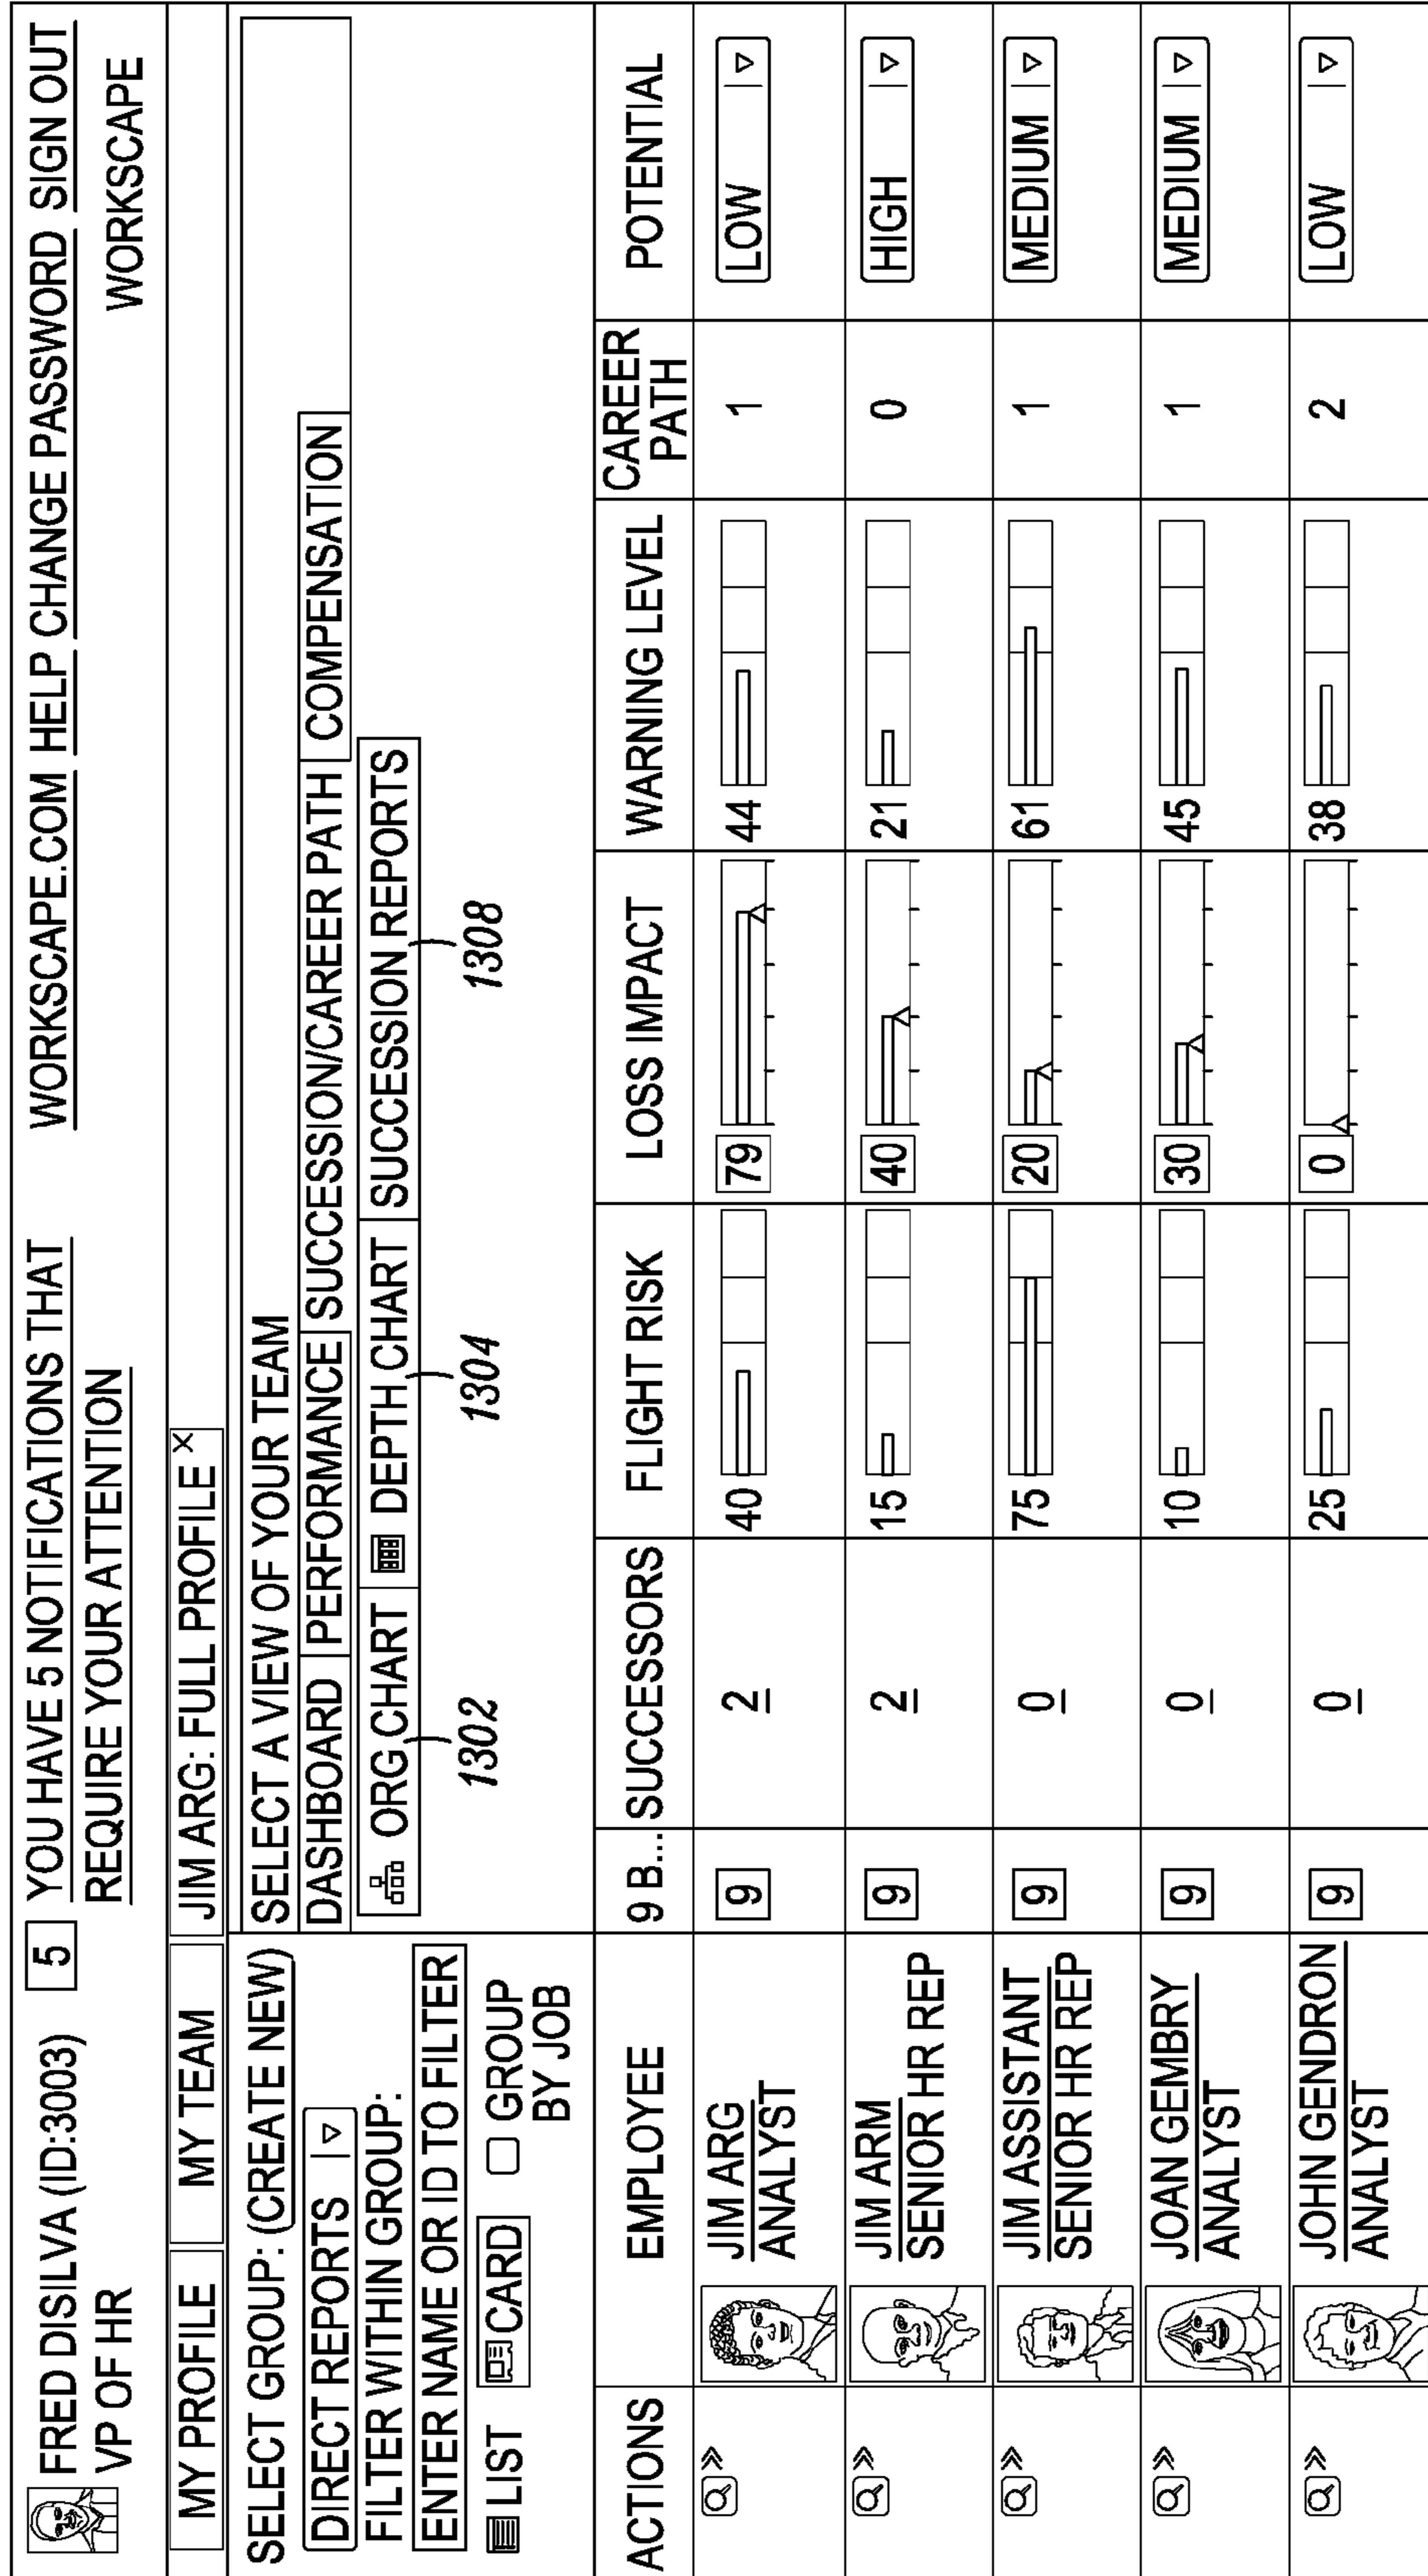 FRED DISILVA (ID:3003)
VP OF HR
5
YOU HAVE 5 NOTIFICATIONS THAT
REQUIRE YOUR ATTENTION
WORKSCAPE.COM HELP CHANGE PASSWORD SIGN OUT
WORKSCAPE
MY PROFILE MY TEAM JIM ARG: FULL PROFILE X
SELECT GROUP: (CREATE NEW)
DIRECT REPORTS
FILTER WITHIN GROUP:
ENTER NAME OR ID TO FILTER
LIST CARD GROUP
BY JOB
SELECT A VIEW OF YOUR TEAM
DASHBOARD PERFORMANCE SUCCESSION/CAREER PATH COMPENSATION
ORG CHART DEPTH CHART SUCCESSION REPORTS
1302 1304 1308
ACTIONS EMPLOYEE 9 B... SUCCESSORS FLIGHT RISK LOSS IMPACT WARNING LEVEL CAREER
PATH POTENTIAL
JIM ARG 9 2 40 79 44 1 LOW
ANALYST
JIM ARM 9 2 15 40 21 0 HIGH
SENIOR HR REP
JIM ASSISTANT 9 0 75 20 61 1 MEDIUM
SENIOR HR REP
JOAN GEMBRY 9 0 10 30 45 1 MEDIUM
ANALYST
JOHN GENDRON 9 0 25 0 38 2 LOW
ANALYST